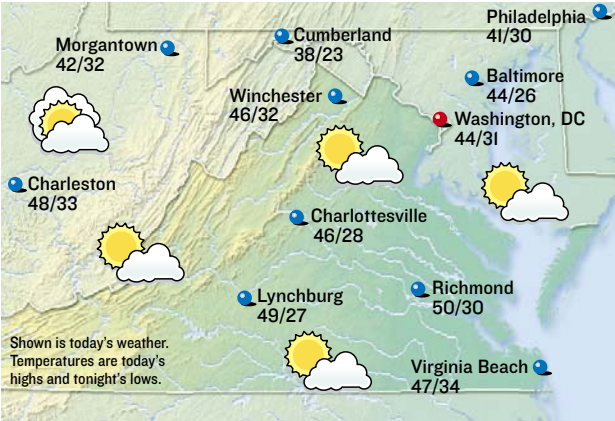 Philadelphia
41/30
Morgantown
42/32
Cumberland
38/23
Baltimore
44/26
Winchester
46/32
Washington, DC
44/31
Charleston
48/33
Charlottesville
46/28
Lynchburg
49/27
Richmond
50/30
Virginia Beach
47/34
Shown is today's weather.
Temperatures are today's
highs and tonight's lows.